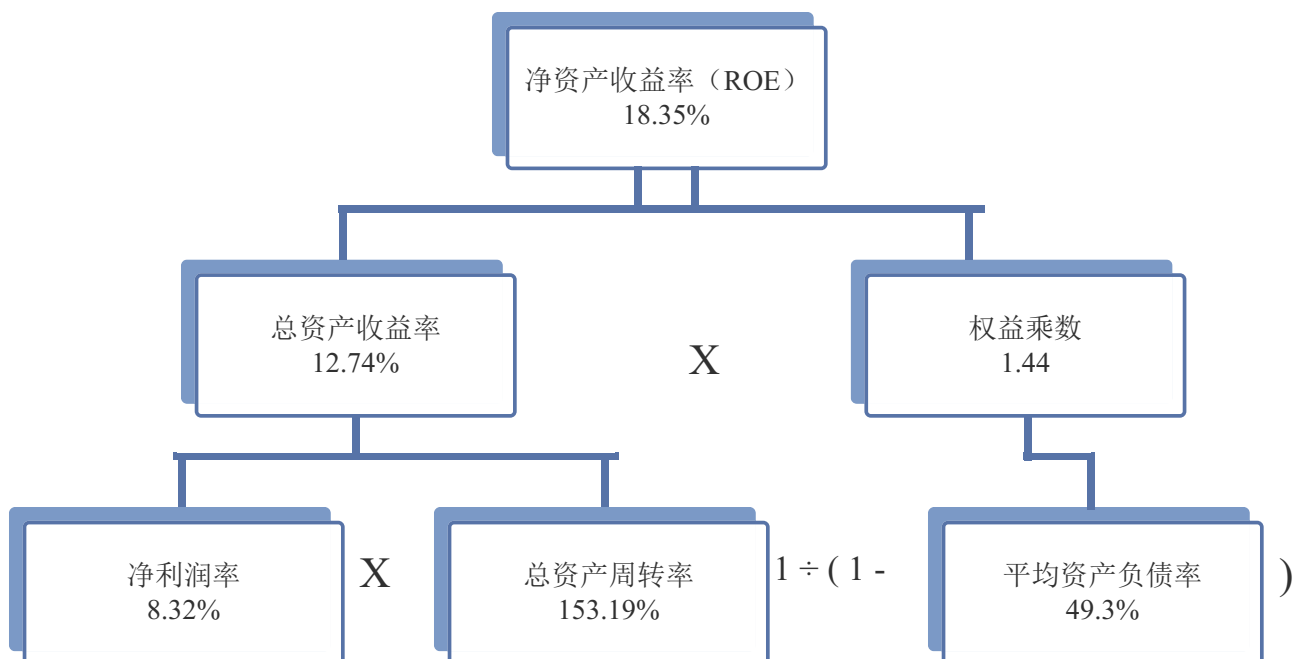 净资产收益率（ROE）
18.35%
总资产收益率
12.74%
X
权益乘数
1.44
净利润率
8.32%
X
总资产周转率
153.19%
1 ÷ ( 1 -
平均资产负债率
49.3%
)